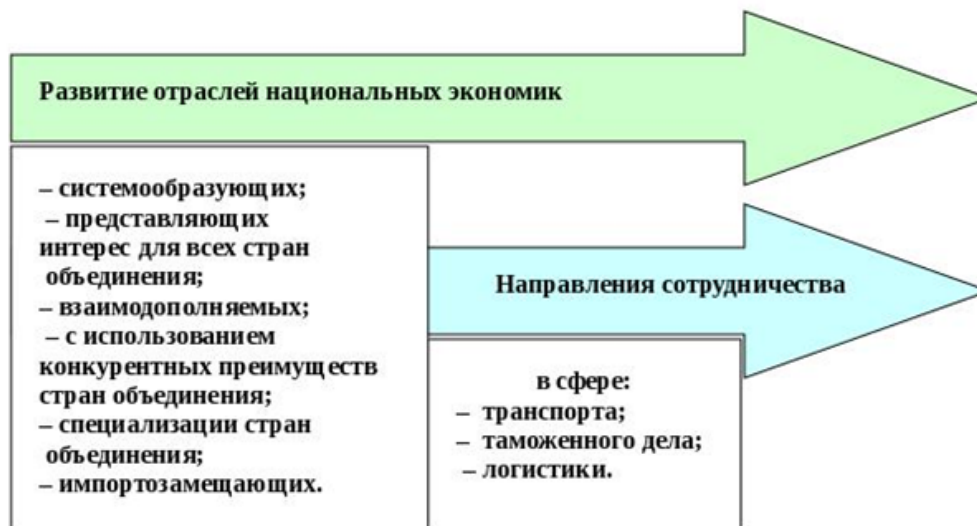 Развитие отраслей национальных экономик
– системообразующих;
– представляющих
интерес для всех стран
объединения;
– взаимодополняемых;
– с использованием
конкурентных преимуществ
стран объединения;
– специализации стран
объединения;
– импортозамещающих.
Направления сотрудничества
в сфере:
– транспорта;
– таможенного дела;
– логистики.